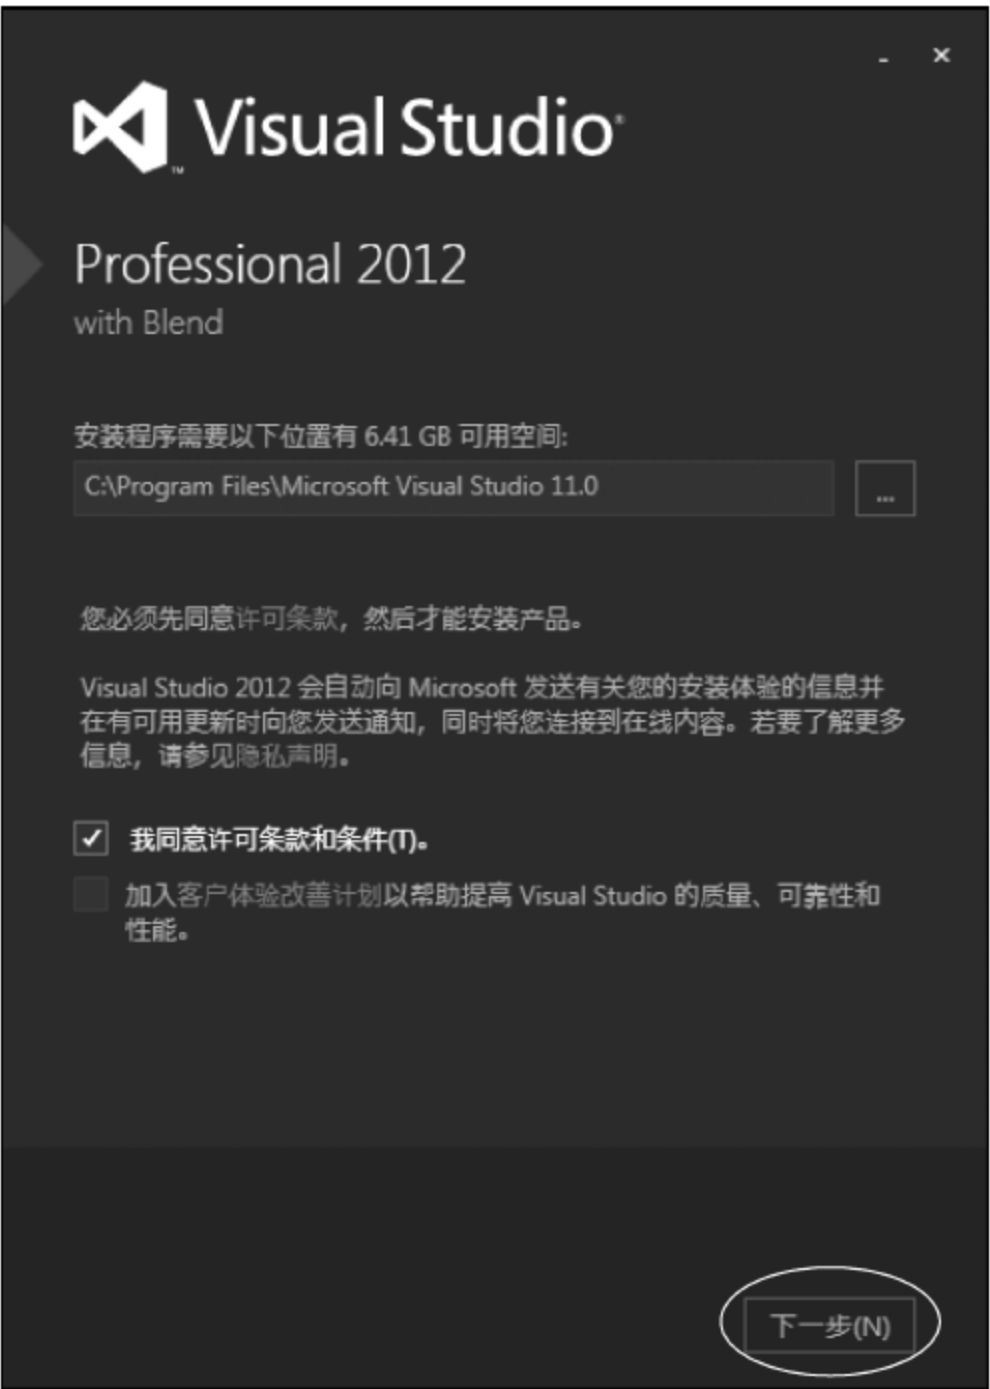 Visual Studio®
™
Professional 2012
with Blend
安装程序需要以下位置有 6.41 GB 可用空间:
C:\Program Files\Microsoft Visual Studio 11.0
...
您必须先同意许可条款，然后才能安装产品。
Visual Studio 2012 会自动向 Microsoft 发送有关您的安装体验的信息并
在有可用更新时向您发送通知，同时将您连接到在线内容。若要了解更多
信息，请参见隐私声明。
我同意许可条款和条件(T)。
加入客户体验改善计划以帮助提高 Visual Studio 的质量、可靠性和
性能。
下一步(N)